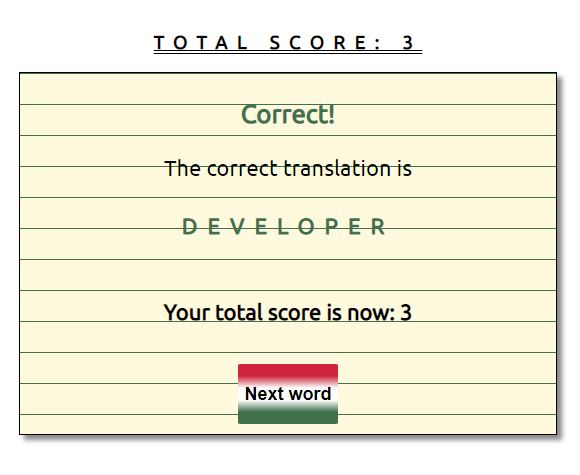 TOTAL SCORE: 3
Correct!
The correct translation is
DEVELOPER
Your total score is now: 3
Next word